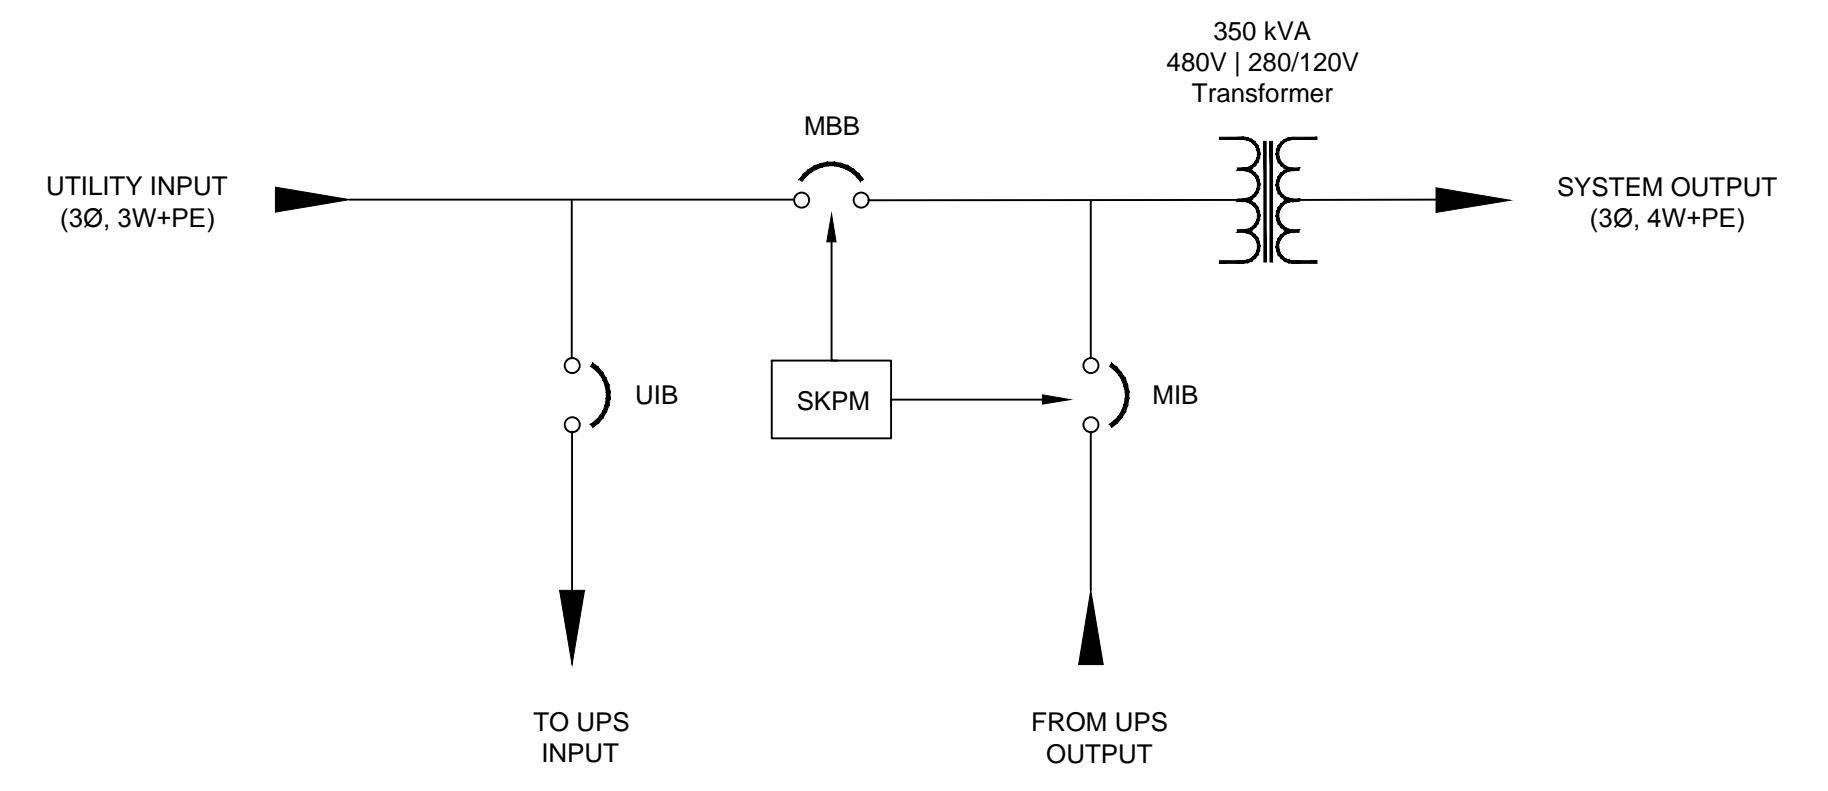 350 kVA
480V | 280/120V
Transformer
MBB
UTILITY INPUT
(3Ø, 3W+PE)
SYSTEM OUTPUT
(3Ø, 4W+PE)
UIB
SKPM
MIB
TO UPS
INPUT
FROM UPS
OUTPUT